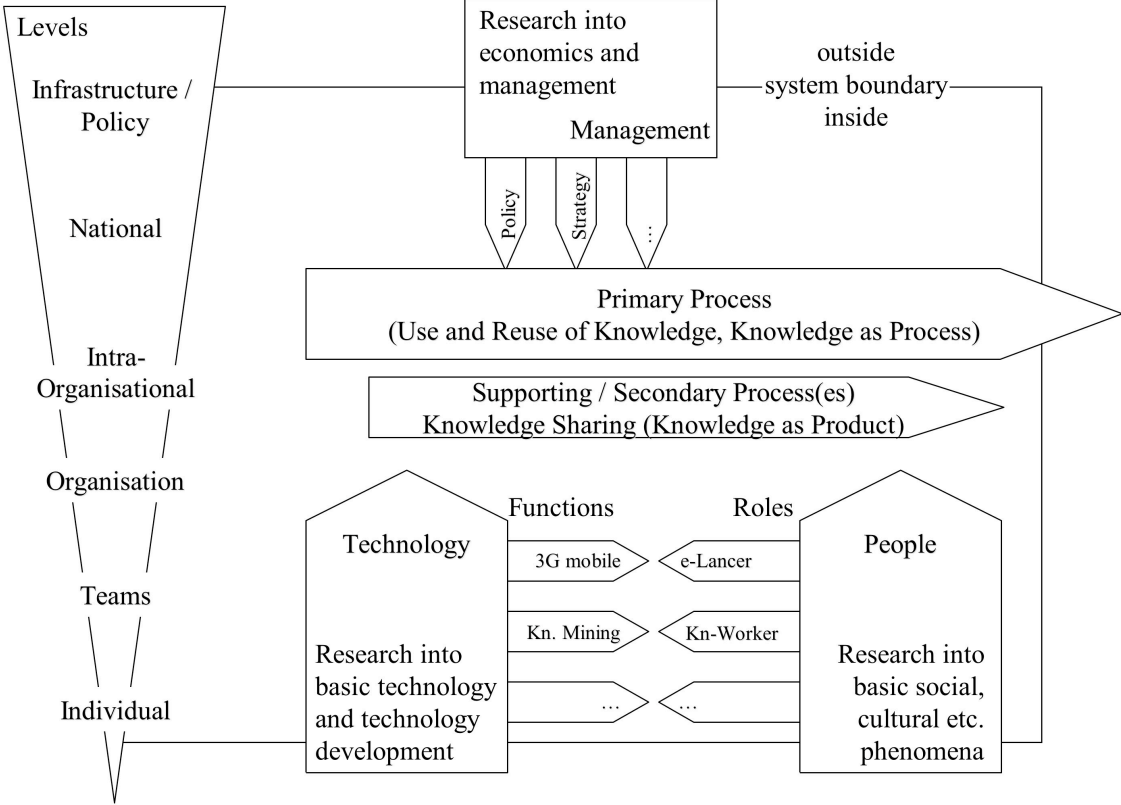 Levels
Infrastructure /
Policy
National
Intra-
Organisational
Organisation
Teams
Individual
Research into
economics and
management
Management
outside
system boundary
inside
Policy
Strategy
…
Primary Process
(Use and Reuse of Knowledge, Knowledge as Process)
Supporting / Secondary Process(es)
Knowledge Sharing (Knowledge as Product)
Technology
Research into
basic technology
and technology
development
Functions
3G mobile
Kn. Mining
…
Roles
e-Lancer
Kn-Worker
…
People
Research into
basic social,
cultural etc.
phenomena